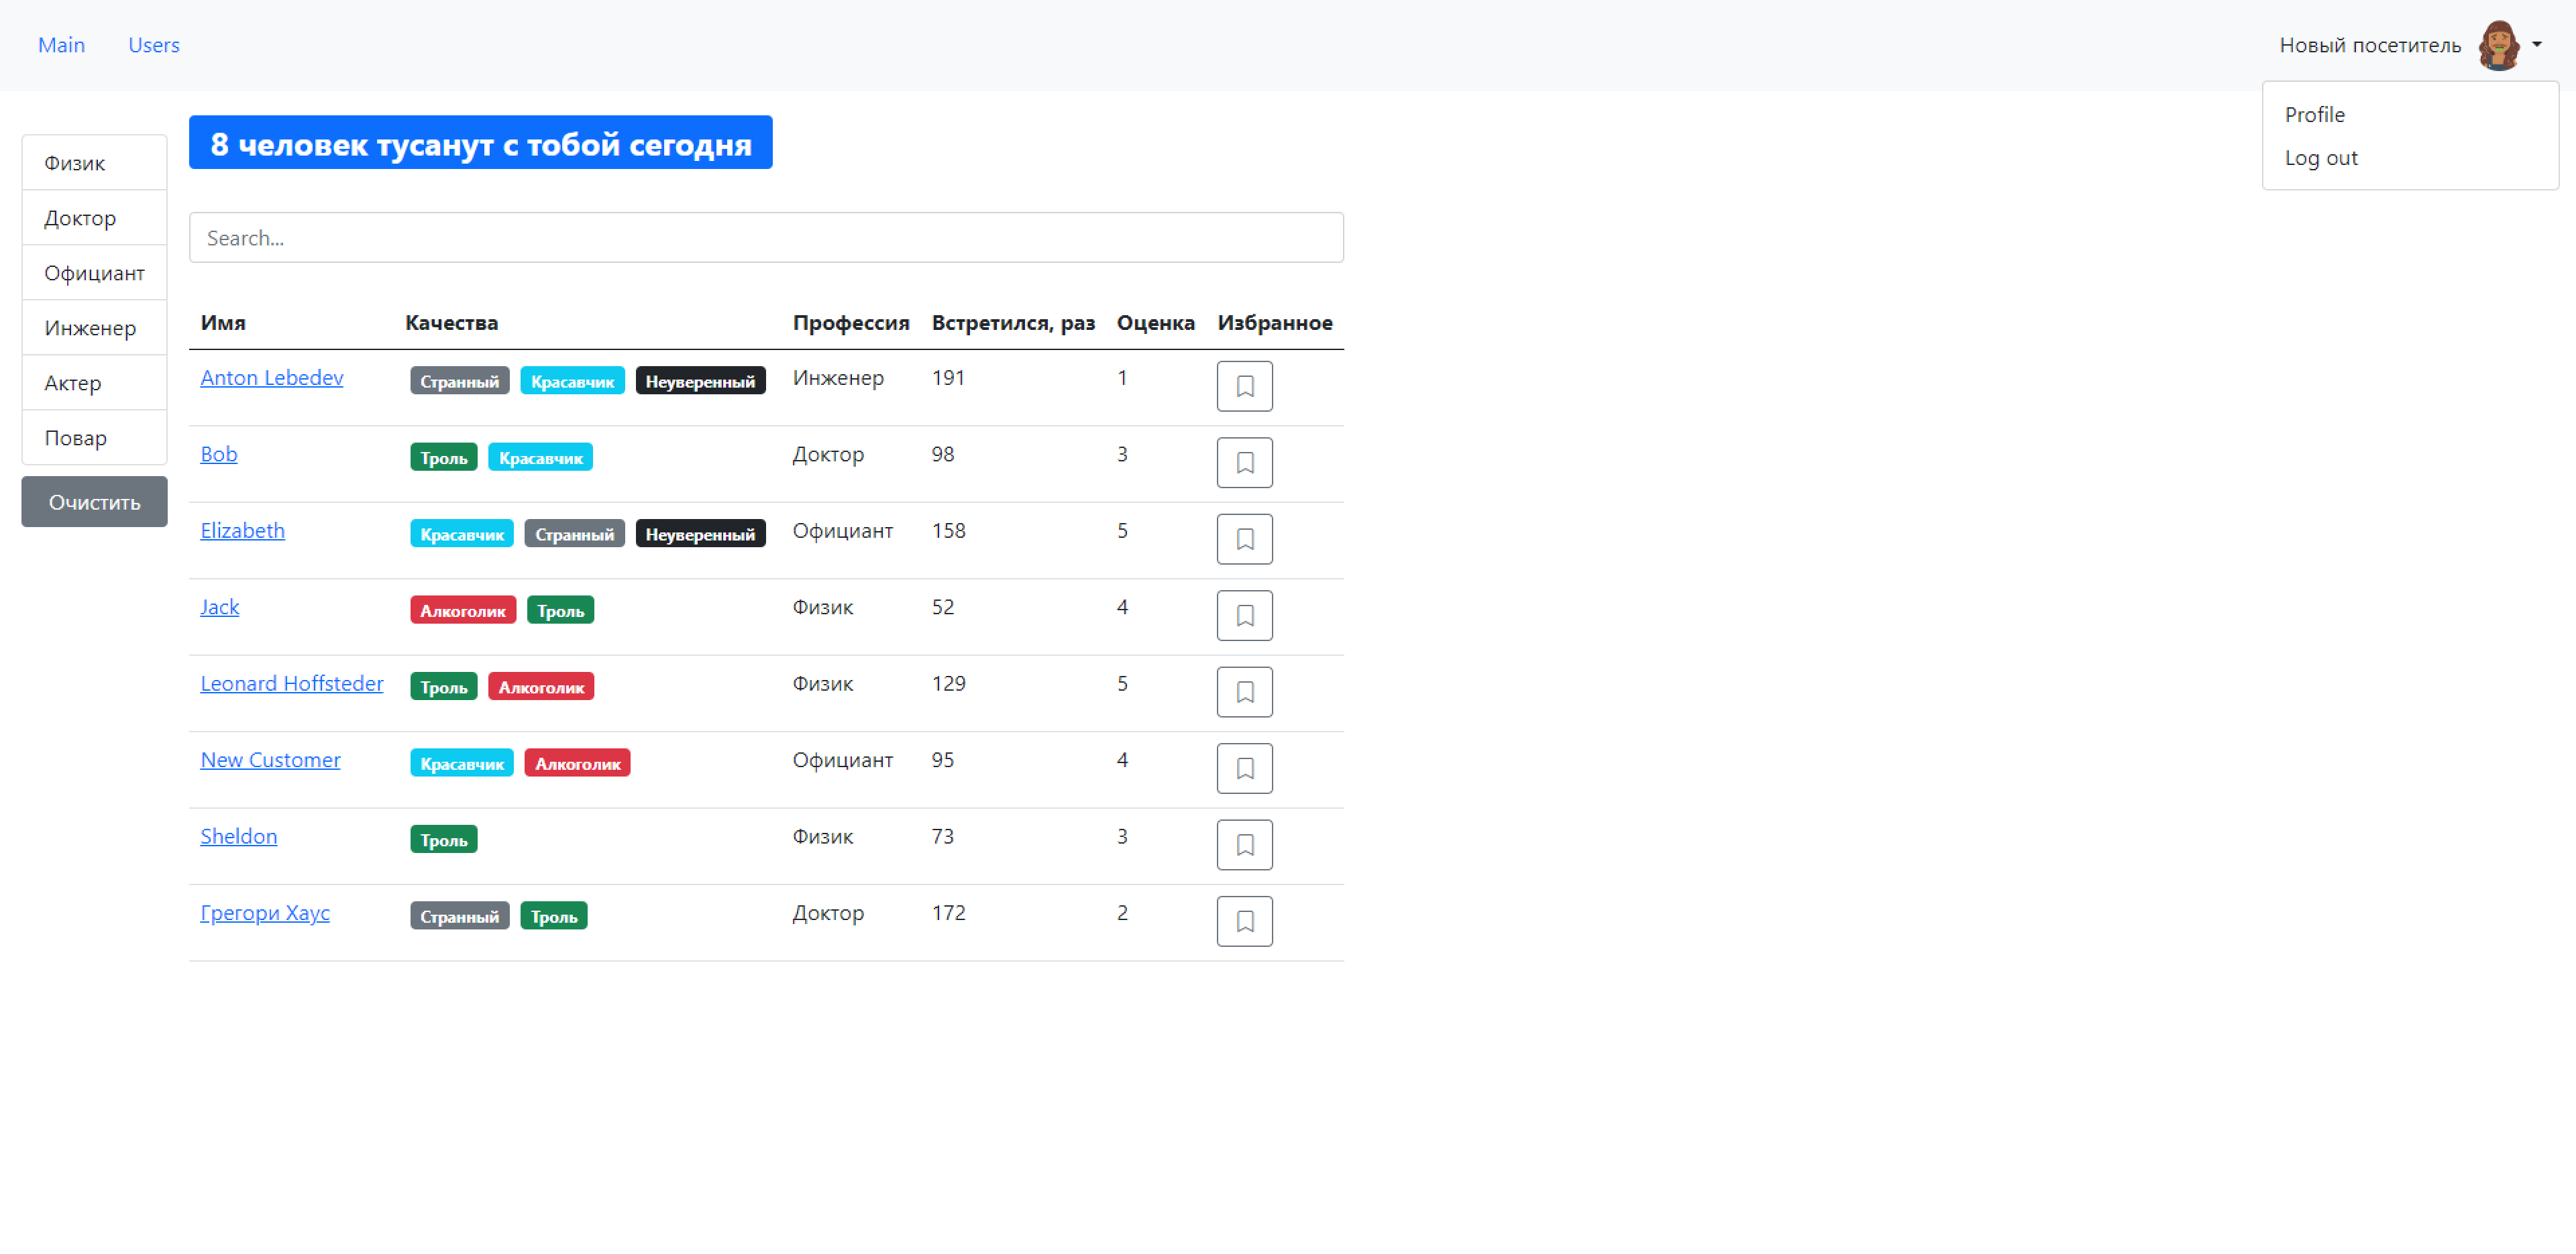 Main Users Новый посетитель
Profile
Log out
8 человек тусанут с тобой сегодня
Физик
Доктор
Официант
Инженер
Актер
Повар
Очистить
Search...
Имя Качества Профессия Встретился, раз Оценка Избранное
Anton Lebedev Странный Красавчик Неуверенный Инженер 191 1
Bob Троль Красавчик Доктор 98 3
Elizabeth Красавчик Странный Неуверенный Официант 158 5
Jack Алкоголик Троль Физик 52 4
Leonard Hoffsteder Троль Алкоголик Физик 129 5
New Customer Красавчик Алкоголик Официант 95 4
Sheldon Троль Физик 73 3
Грегори Хаус Странный Троль Доктор 172 2